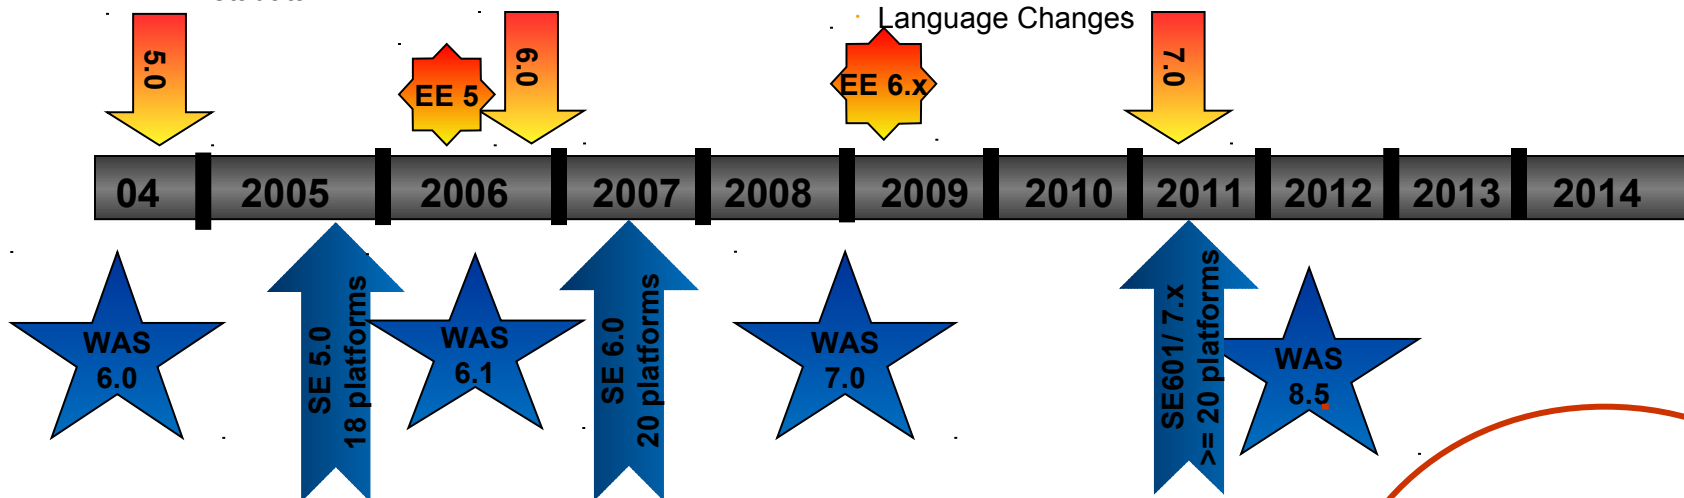 Language Changes
5.0
EE 5
6.0
EE 6.x
7.0
04
2005
2006
2007
2008
2009
2010
2011
2012
2013
2014
WAS
6.0
SE 5.0
18 platforms
WAS
6.1
SE 6.0
20 platforms
WAS
7.0
SE601/ 7.x
>= 20 platforms
WAS
8.5